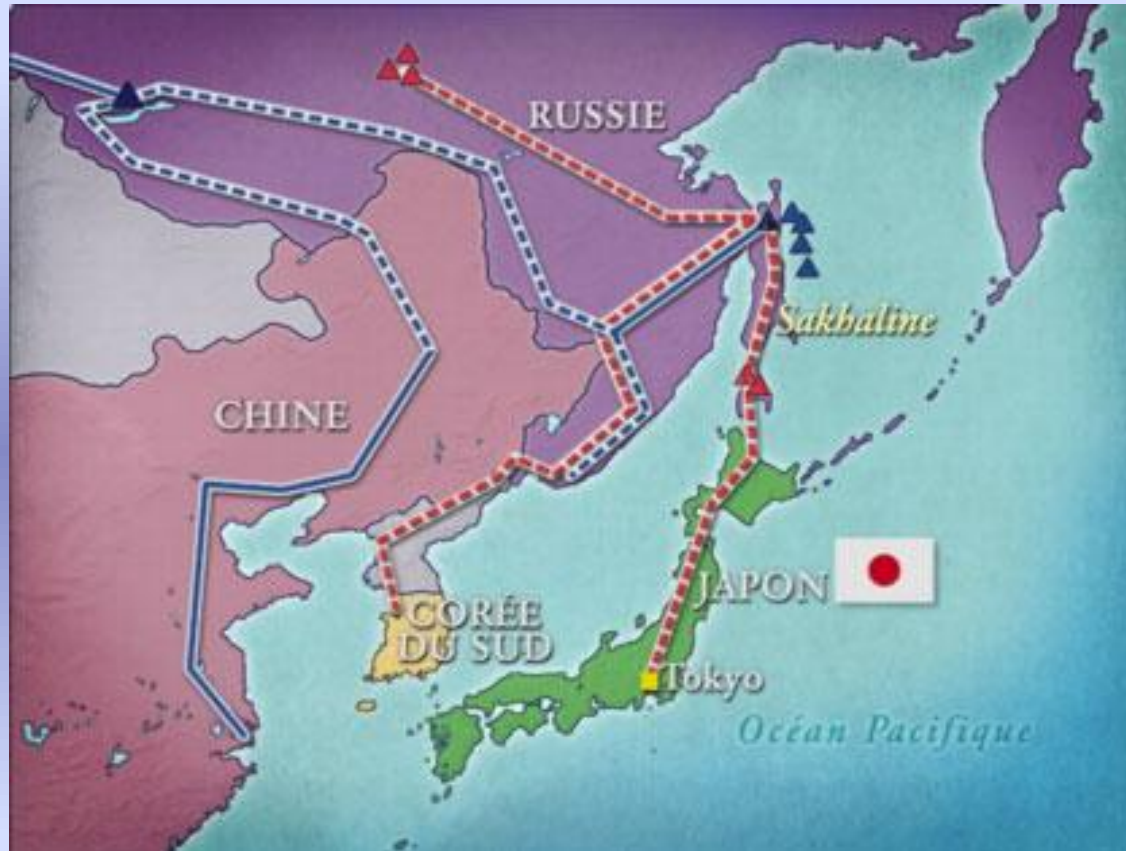 RUSSIE
Sakhaline
CHINE
JAPON
CORÉE
DU SUD
Tokyo
Océan Pacifique